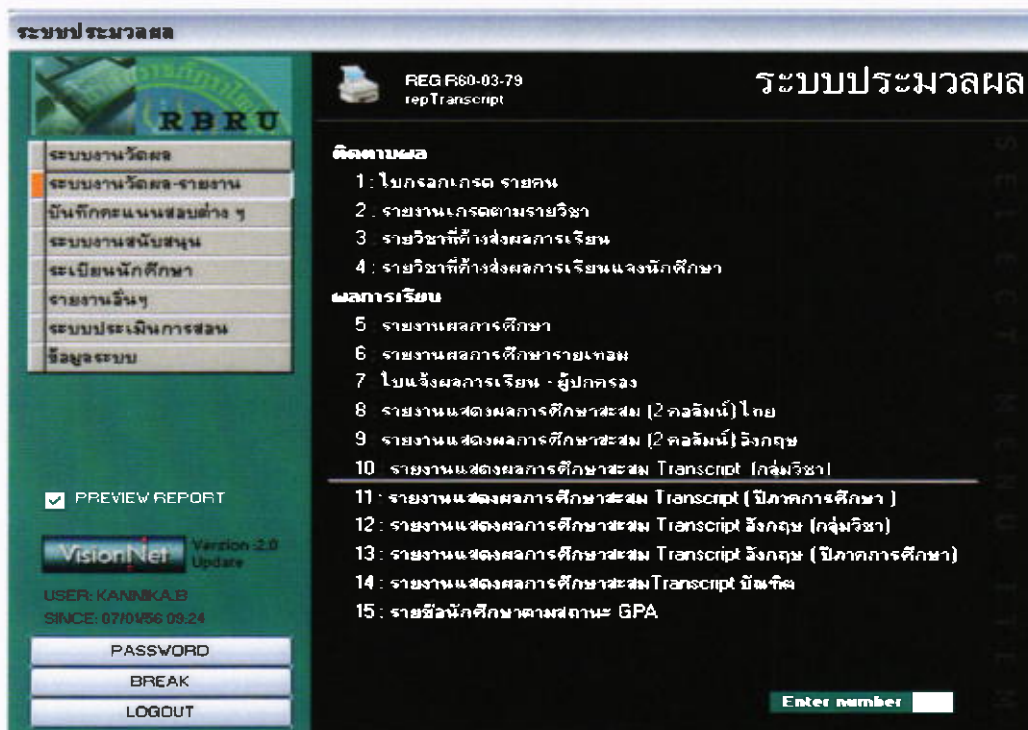 ระบบประมวลผล
RBRU
ระบบงานวัดผล
ระบบงานวัดผล-รายงาน
บันทึกคะแนนสอบต่าง ๆ
ระบบงานสนับสนุน
ระเบียนนักศึกษา
รายงานอื่นๆ
ระบบประเมินการสอน
ข้อมูลระบบ
PREVIEW REPORT
VisionNet
Version 2.0
Update
USER: KANNIKA.B
SINCE: 07/01/56 09:24
PASSWORD
BREAK
LOGOUT
REG R60-03-79
repTranscript
ระบบประมวลผล
ติดตามผล
1 : ใบกรอกเกรด รายคน
2 : รายงานเกรดตามรายวิชา
3 : รายวิชาที่ค้างส่งผลการเรียน
4 : รายวิชาที่ค้างส่งผลการเรียนแจงนักศึกษา
ผลการเรียน
5 : รายงานผลการศึกษา
6 : รายงานผลการศึกษารายเทอม
7 : ใบแจ้งผลการเรียน - ผู้ปกครอง
8 : รายงานแสดงผลการศึกษาสะสม (2 คอลัมน์) ไทย
9 : รายงานแสดงผลการศึกษาสะสม (2 คอลัมน์) อังกฤษ
10 : รายงานแสดงผลการศึกษาสะสม Transcript (กลุ่มวิชา)
11 : รายงานแสดงผลการศึกษาสะสม Transcript ( ปีภาคการศึกษา )
12 : รายงานแสดงผลการศึกษาสะสม Transcript อังกฤษ (กลุ่มวิชา)
13 : รายงานแสดงผลการศึกษาสะสม Transcript อังกฤษ ( ปีภาคการศึกษา)
14 : รายงานแสดงผลการศึกษาสะสมTranscript บัณฑิต
15 : รายชื่อนักศึกษาตามสถานะ GPA
Enter number
SELECT MENU ITEM